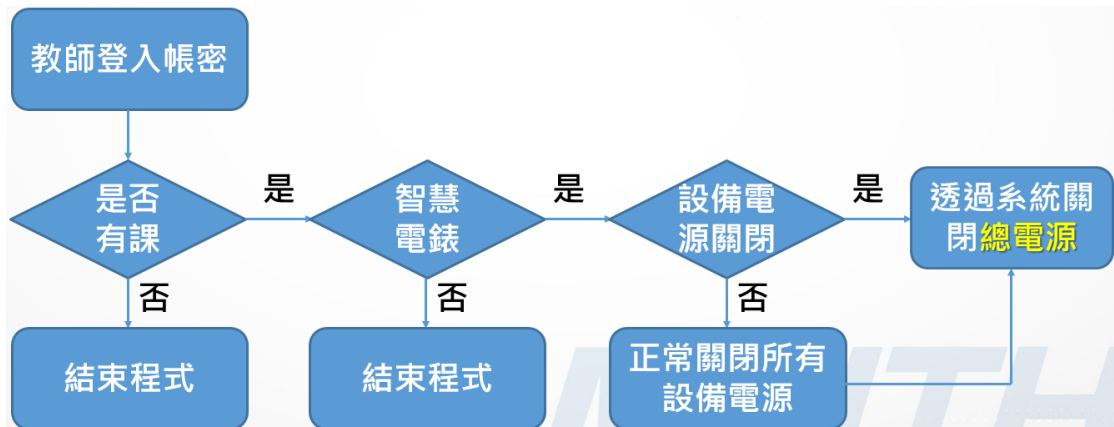 教師登入帳密
是否
有課
是
智慧
電錶
是
設備電
源關閉
是
透過系統關
閉總電源
否
否
否
結束程式
結束程式
正常關閉所有
設備電源